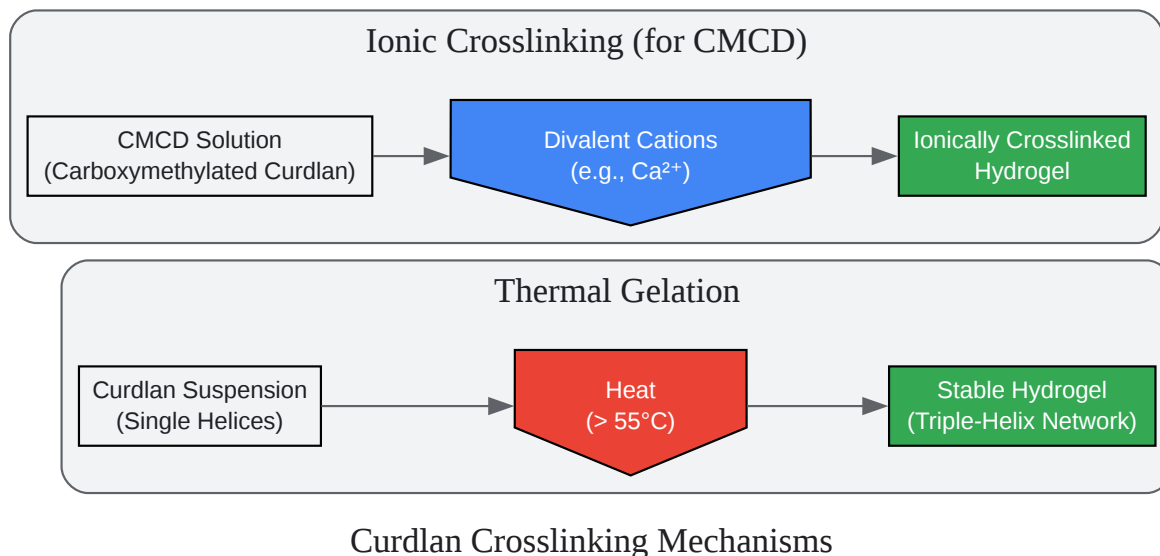 Ionic Crosslinking (for CMCD)
CMCD Solution
(Carboxymethylated Curdlan)
Divalent Cations
(e.g., Ca²⁺)
Ionically Crosslinked
Hydrogel
Thermal Gelation
Curdlan Suspension
(Single Helices)
Heat
(> 55°C)
Stable Hydrogel
(Triple-Helix Network)
Curdlan Crosslinking Mechanisms